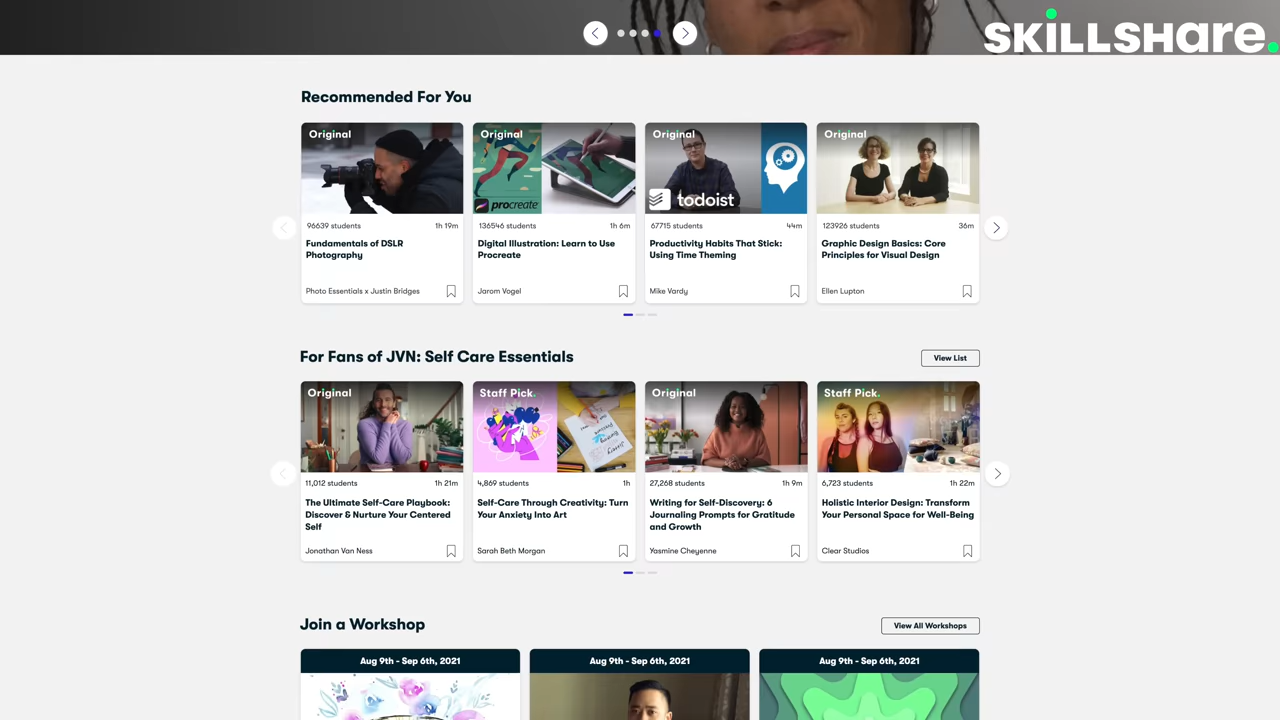 SKILLSHARE.
Recommended For You
Original
Original
procreate
Original
todoist
Original
96639 students 1h 19m
136546 students 1h 6m
67715 students 44m
123926 students 36m
Fundamentals of DSLR
Photography
Digital Illustration: Learn to Use
Procreate
Productivity Habits That Stick:
Using Time Theming
Graphic Design Basics: Core
Principles for Visual Design
Photo Essentials x Justin Bridges
Jarom Vogel
Mike Vardy
Ellen Lupton
For Fans of JVN: Self Care Essentials
View List
Original
Staff Pick.
Original
Staff Pick.
11,012 students 1h 21m
4,869 students 1h
27,268 students 1h 9m
6,723 students 1h 22m
The Ultimate Self-Care Playbook:
Discover & Nurture Your Centered
Self
Self-Care Through Creativity: Turn
Your Anxiety Into Art
Writing for Self-Discovery: 6
Journaling Prompts for Gratitude
and Growth
Holistic Interior Design: Transform
Your Personal Space for Well-Being
Jonathan Van Ness
Sarah Beth Morgan
Yasmine Cheyenne
Clear Studios
Join a Workshop
View All Workshops
Aug 9th - Sep 6th, 2021
Aug 9th - Sep 6th, 2021
Aug 9th - Sep 6th, 2021